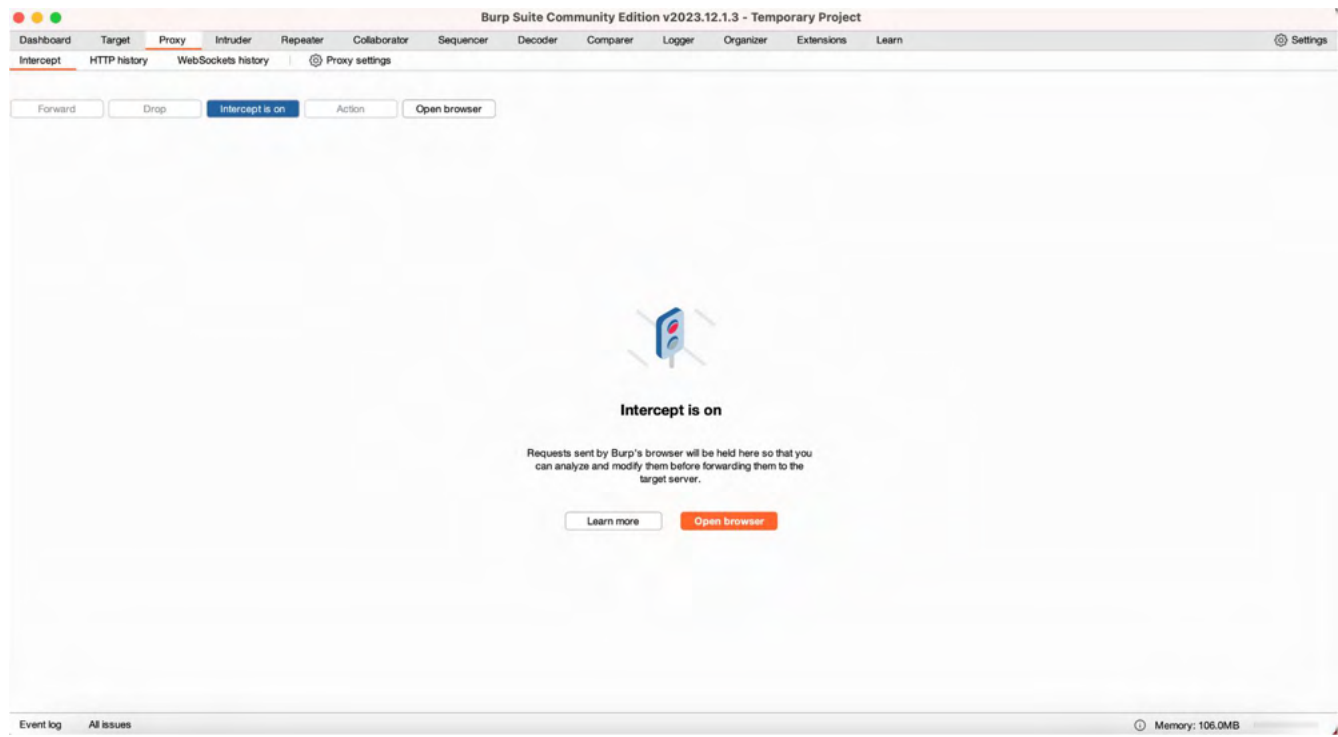 Burp Suite Community Edition v2023.12.1.3 - Temporary Project
Dashboard Target Proxy Intruder Repeater Collaborator Sequencer Decoder Comparer Logger Organizer Extensions Learn Settings
Intercept HTTP history WebSockets history Proxy settings
Forward Drop Intercept is on Action Open browser
Intercept is on
Requests sent by Burp's browser will be held here so that you
can analyze and modify them before forwarding them to the
target server.
Learn more Open browser
Event log All issues Memory: 106.0MB